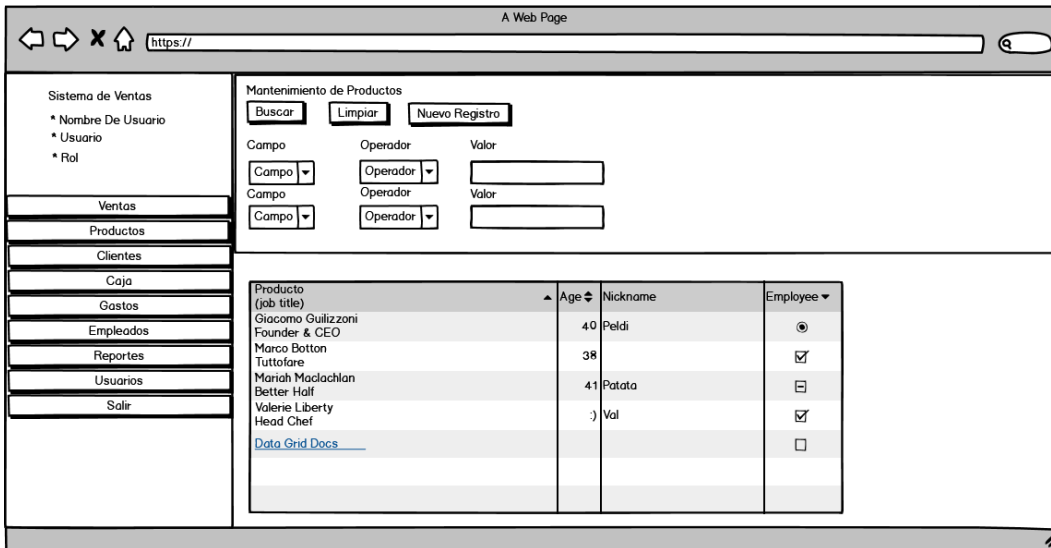 A Web Page
https://
Sistema de Ventas
* Nombre De Usuario
* Usuario
* Rol
Ventas
Productos
Clientes
Caja
Gastos
Empleados
Reportes
Usuarios
Salir
Mantenimiento de Productos
Buscar Limpiar Nuevo Registro
Campo Operador Valor
Campo Operador
Campo Operador Valor
Campo Operador
Producto
(job title) Age Nickname Employee
Giacomo Guilizzoni
Founder & CEO 40 Peldi
Marco Botton
Tuttofare 38
Mariah Maclachlan
Better Half 41 Patata
Valerie Liberty
Head Chef :) Val
Data Grid Docs